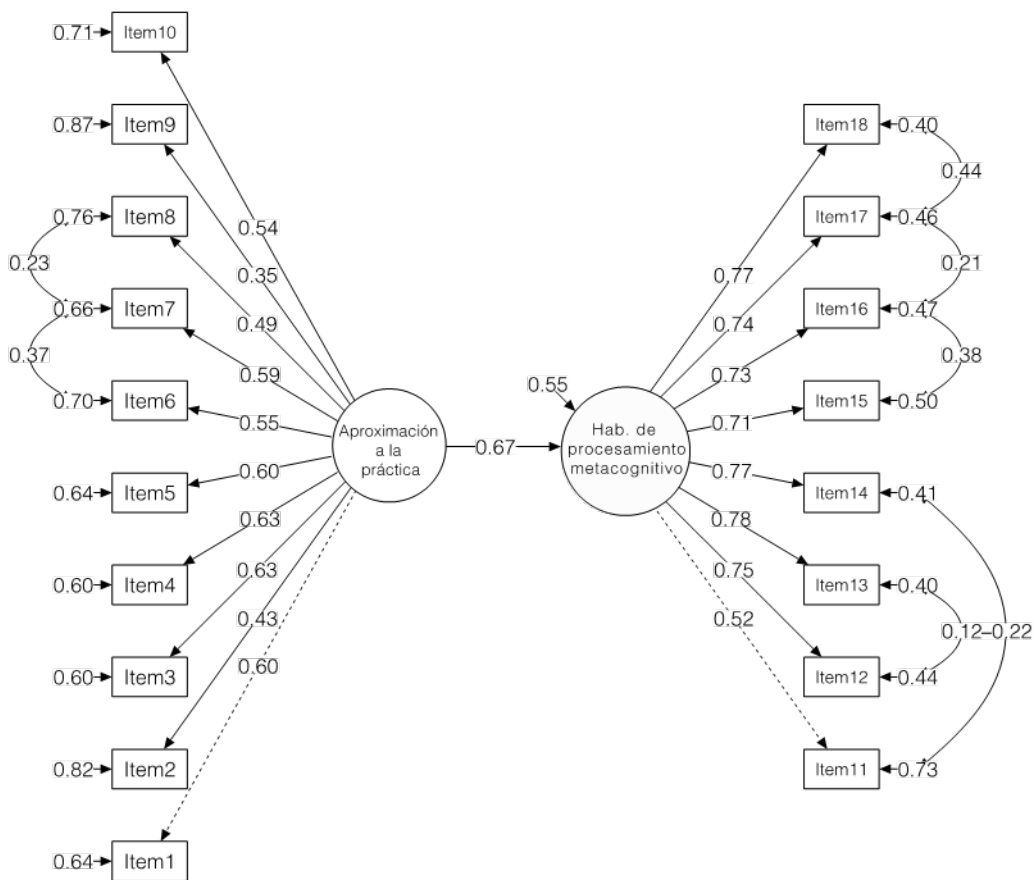 0.71
Item10
0.87
Item9
0.76
Item8
0.23
0.66
Item7
0.37
0.70
Item6
0.64
Item5
0.60
Item4
0.60
Item3
0.82
Item2
0.64
Item1
0.54
0.35
0.49
0.59
0.55
0.60
0.63
0.63
0.43
0.60
Aproximación
a la
práctica
0.67
0.55
Hab. de
procesamiento
metacognitivo
0.77
0.74
0.73
0.71
0.77
0.78
0.75
0.52
Item18
0.40
0.44
Item17
0.46
0.21
Item16
0.47
0.38
Item15
0.50
Item14
0.41
Item13
0.40
0.12–0.22
Item12
0.44
Item11
0.73